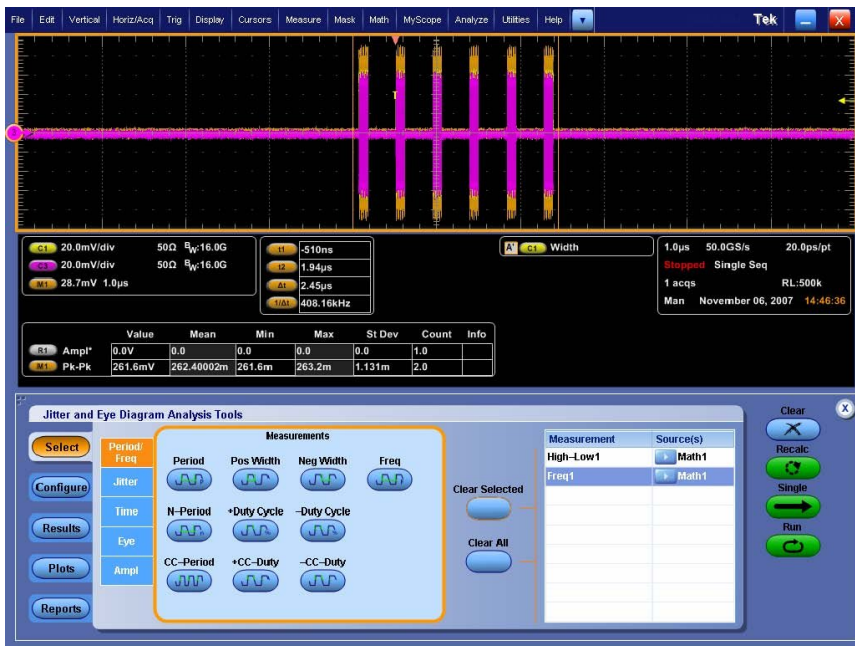 File Edit Vertical Horiz/Acq Trig Display Cursors Measure Mask Math MyScope Analyze Utilities Help Tek X
T
C1 20.0mV/div 50Ω BW:16.0G
C3 20.0mV/div 50Ω BW:16.0G
M1 28.7mV 1.0µs
t1 -510ns
t2 1.94µs
Δt 2.45µs
1/Δt 408.16kHz
A' C1 Width
1.0µs 50.0GS/s 20.0ps/pt
Stopped Single Seq
1 acqs RL:500k
Man November 06, 2007 14:46:36
Value Mean Min Max St Dev Count Info
R1 Ampl* 0.0V 0.0 0.0 0.0 0.0 1.0
M1 Pk-Pk 261.6mV 262.40002m 261.6m 263.2m 1.131m 2.0
Jitter and Eye Diagram Analysis Tools
Select
Configure
Results
Plots
Reports
Period/
Freq
Jitter
Time
Eye
Ampl
Measurements
Period Pos Width Neg Width Freq
N-Period +Duty Cycle -Duty Cycle
CC-Period +CC-Duty -CC-Duty
Clear Selected
Clear All
Measurement Source(s)
High-Low1 Math1
Freq1 Math1
Clear
X
Recalc
Single
Run